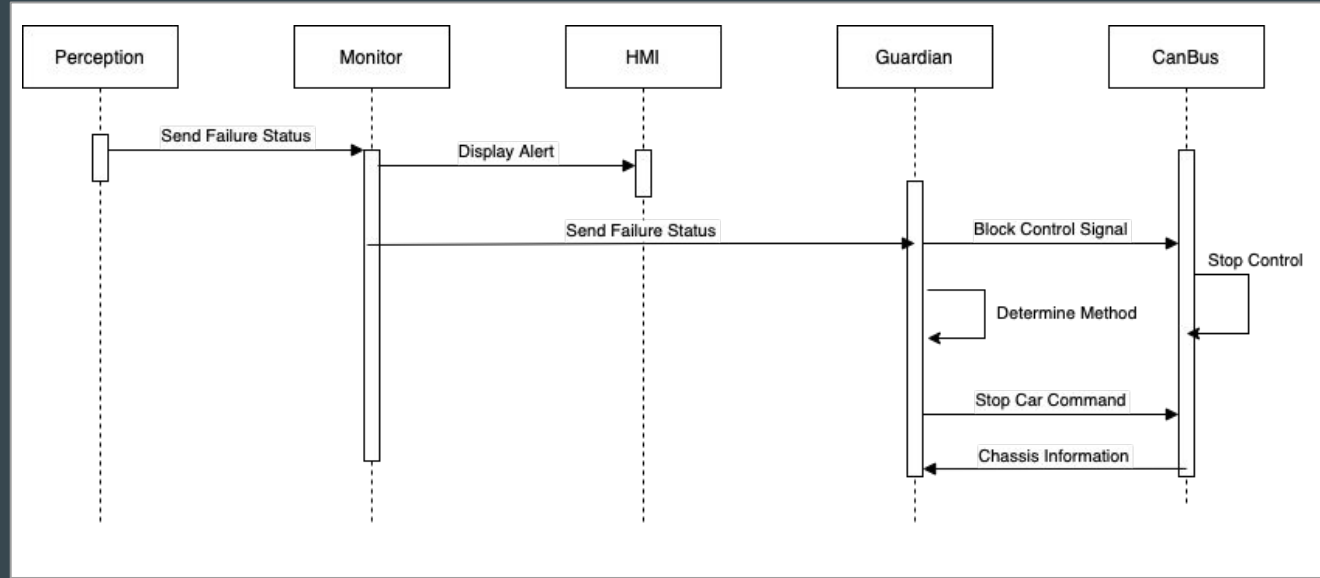 Perception
Monitor
HMI
Guardian
CanBus
Send Failure Status
Display Alert
Send Failure Status
Block Control Signal
Stop Control
Determine Method
Stop Car Command
Chassis Information